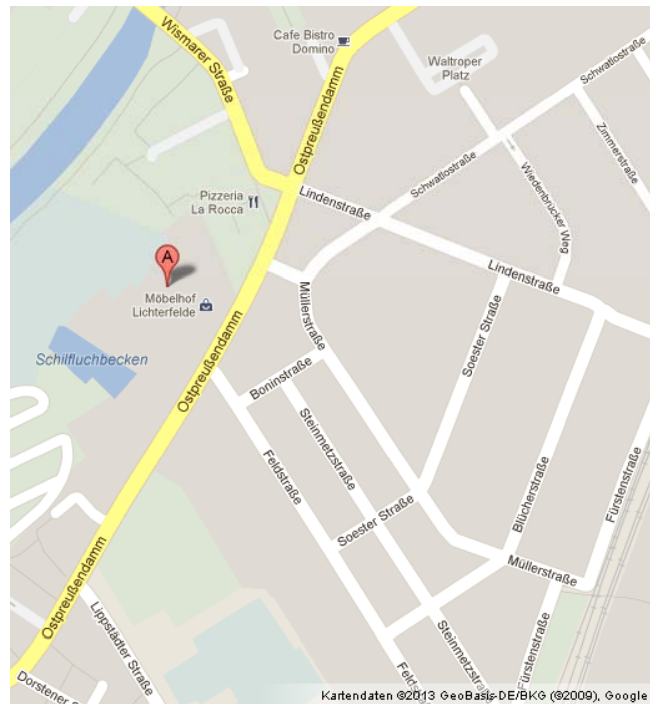 Wismarer Straße
Cafe Bistro
Domino
Waltroper
Platz
Schwatlostraße
Ostpreußendamm
Zimmerstraße
Schwatlostraße
Wiedenbrücker Weg
Pizzeria
La Rocca
Lindenstraße
A
Lindenstraße
Möbelhof
Lichterfelde
Müllerstraße
Soester Straße
Schilfluchbecken
Ostpreußendamm
Boninstraße
Steinmetzstraße
Feldstraße
Blücherstraße
Fürstenstraße
Soester Straße
Müllerstraße
Ostpreußendamm
Lippstädter Straße
Steinmetzstraße
Fürstenstraße
Feldstr
Dorstener S
Kartendaten ©2013 GeoBasis-DE/BKG (©2009), Google